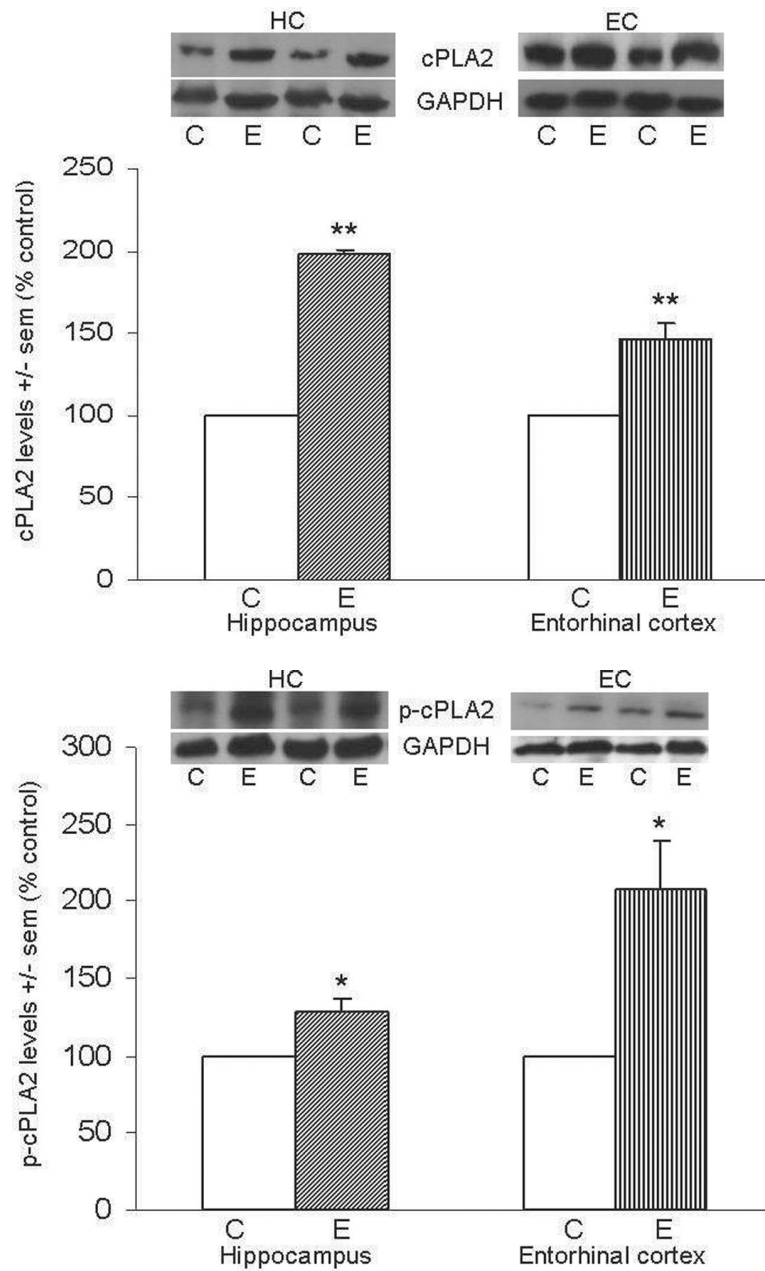 HC EC
cPLA2
GAPDH
C E C E C E C E
cPLA2 levels +/- sem (% control)
250
200
150
100
50
0
**
**
C E C E
Hippocampus Entorhinal cortex
HC EC
p-cPLA2
GAPDH
C E C E C E C E
p-cPLA2 levels +/- sem (% control)
300
250
200
150
100
50
0
*
*
C E C E
Hippocampus Entorhinal cortex